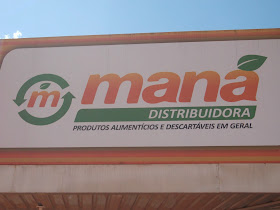 m maná
DISTRIBUIDORA
PRODUTOS ALIMENTÍCIOS E DESCARTÁVEIS EM GERAL